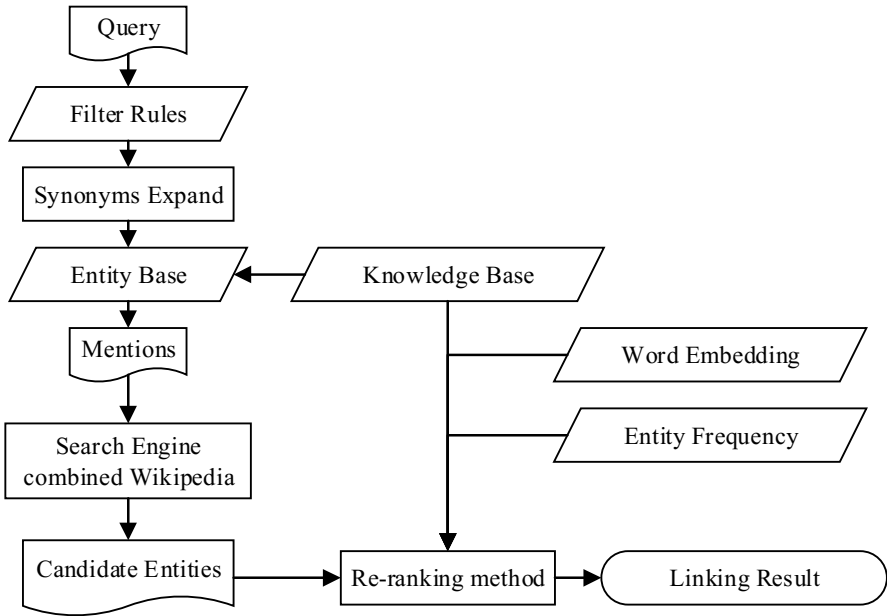 Query
Filter Rules
Synonyms Expand
Entity Base
Knowledge Base
Mentions
Word Embedding
Entity Frequency
Search Engine
combined Wikipedia
Candidate Entities
Re-ranking method
Linking Result